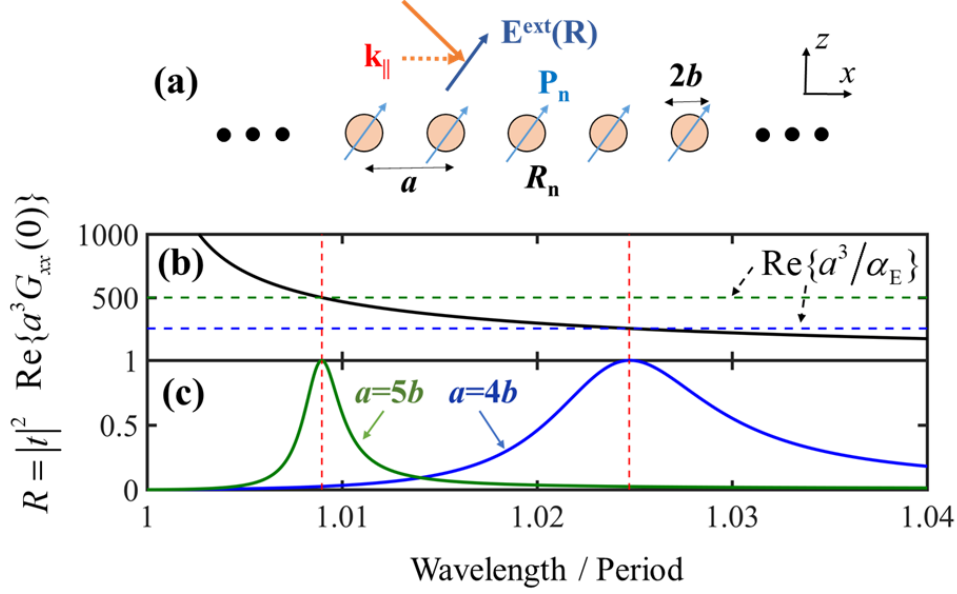 (a)
k∥
E^ext(R)
P_n
2b
z
x
a
R_n
Re{a³G_xx(0)}
1000
500
1
(b)
Re{a³/α_E}
R = |t|²
(c)
a=5b
a=4b
0.5
0
1
1.01
1.02
1.03
1.04
Wavelength / Period